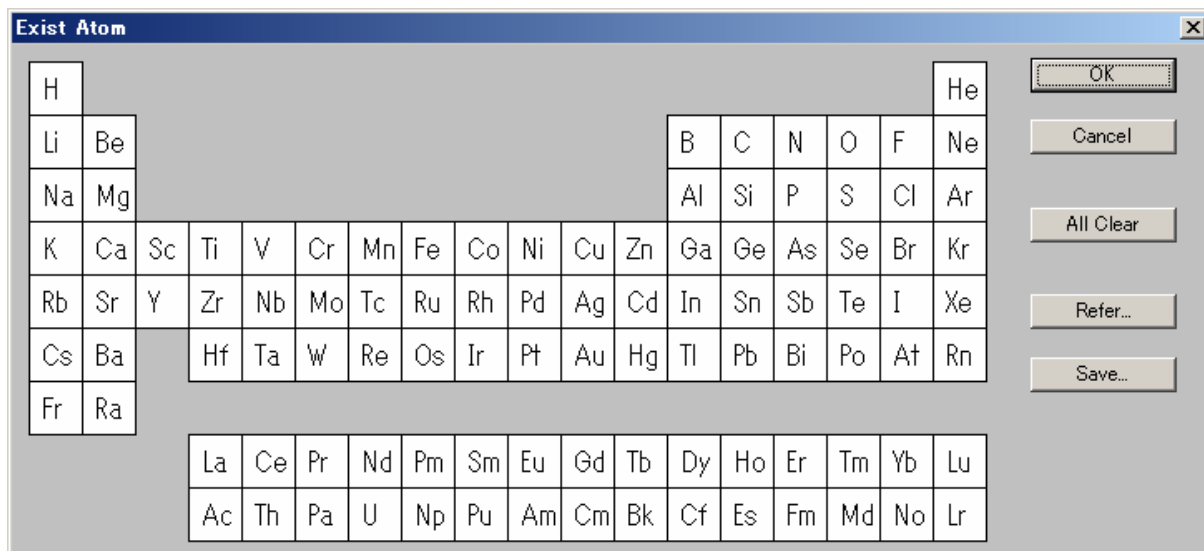 Exist Atom
H He
Li Be B C N O F Ne
Na Mg Al Si P S Cl Ar
K Ca Sc Ti V Cr Mn Fe Co Ni Cu Zn Ga Ge As Se Br Kr
Rb Sr Y Zr Nb Mo Tc Ru Rh Pd Ag Cd In Sn Sb Te I Xe
Cs Ba Hf Ta W Re Os Ir Pt Au Hg Tl Pb Bi Po At Rn
Fr Ra
La Ce Pr Nd Pm Sm Eu Gd Tb Dy Ho Er Tm Yb Lu
Ac Th Pa U Np Pu Am Cm Bk Cf Es Fm Md No Lr
OK
Cancel
All Clear
Refer...
Save...